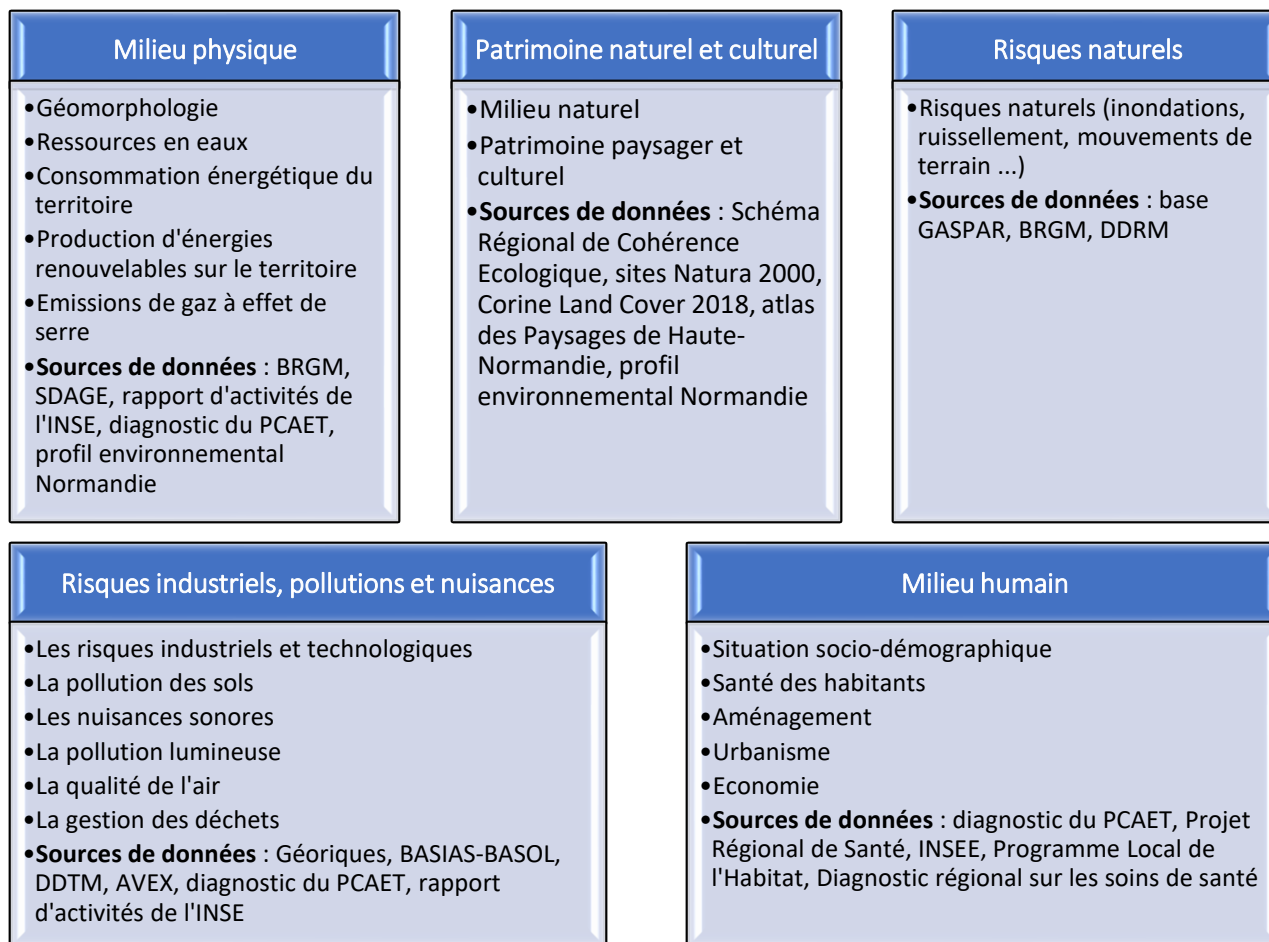 Milieu physique
•Géomorphologie
•Ressources en eaux
•Consommation énergétique du
territoire
•Production d'énergies
renouvelables sur le territoire
•Emissions de gaz à effet de
serre
•Sources de données : BRGM,
SDAGE, rapport d'activités de
l'INSE, diagnostic du PCAET,
profil environnemental
Normandie
Patrimoine naturel et culturel
•Milieu naturel
•Patrimoine paysager et
culturel
•Sources de données : Schéma
Régional de Cohérence
Ecologique, sites Natura 2000,
Corine Land Cover 2018, atlas
des Paysages de Haute-
Normandie, profil
environnemental Normandie
Risques naturels
•Risques naturels (inondations,
ruissellement, mouvements de
terrain ...)
•Sources de données : base
GASPAR, BRGM, DDRM
Risques industriels, pollutions et nuisances
•Les risques industriels et technologiques
•La pollution des sols
•Les nuisances sonores
•La pollution lumineuse
•La qualité de l'air
•La gestion des déchets
•Sources de données : Géoriques, BASIAS-BASOL,
DDTM, AVEX, diagnostic du PCAET, rapport
d'activités de l'INSE
Milieu humain
•Situation socio-démographique
•Santé des habitants
•Aménagement
•Urbanisme
•Economie
•Sources de données : diagnostic du PCAET, Projet
Régional de Santé, INSEE, Programme Local de
l'Habitat, Diagnostic régional sur les soins de santé